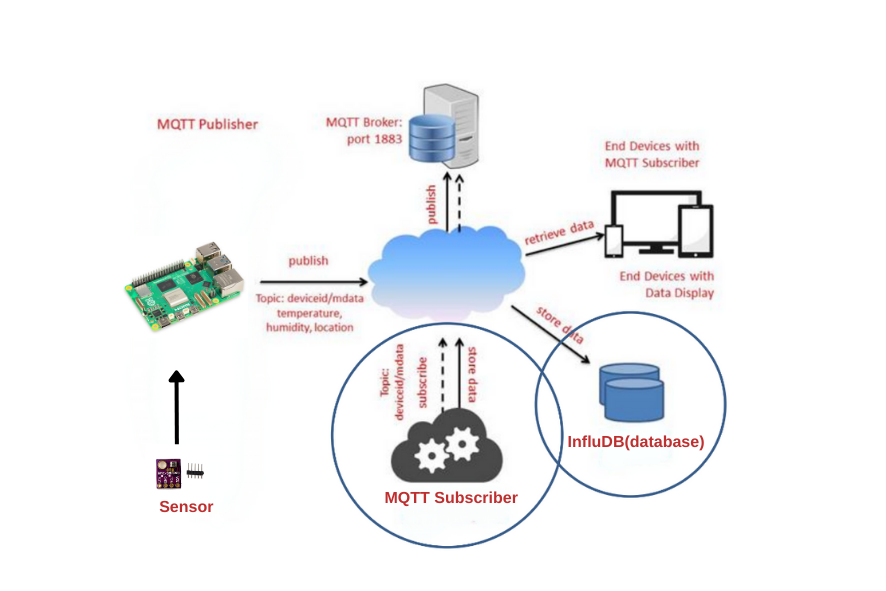 MQTT Publisher
MQTT Broker:
port 1883
End Devices with
MQTT Subscriber
publish
retrieve data
publish
Topic: deviceid/mdata
temperature,
humidity, location
End Devices with
Data Display
store data
Topic:
deviceid/mdata
subscribe
store data
InfluDB(database)
MQTT Subscriber
Sensor